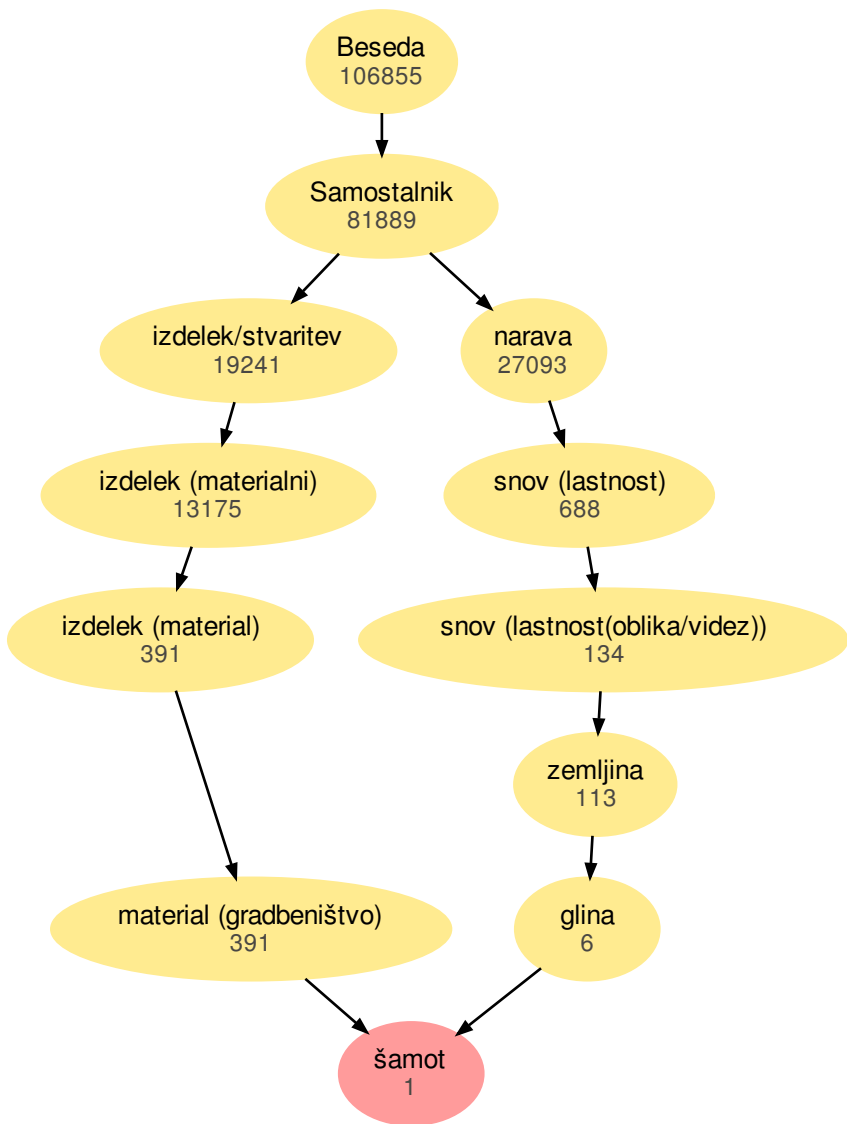 Beseda
106855
Samostalnik
81889
izdelek/stvaritev
19241
narava
27093
izdelek (materialni)
13175
snov (lastnost)
688
izdelek (material)
391
snov (lastnost(oblika/videz))
134
zemljina
113
material (gradbeništvo)
391
glina
6
šamot
1